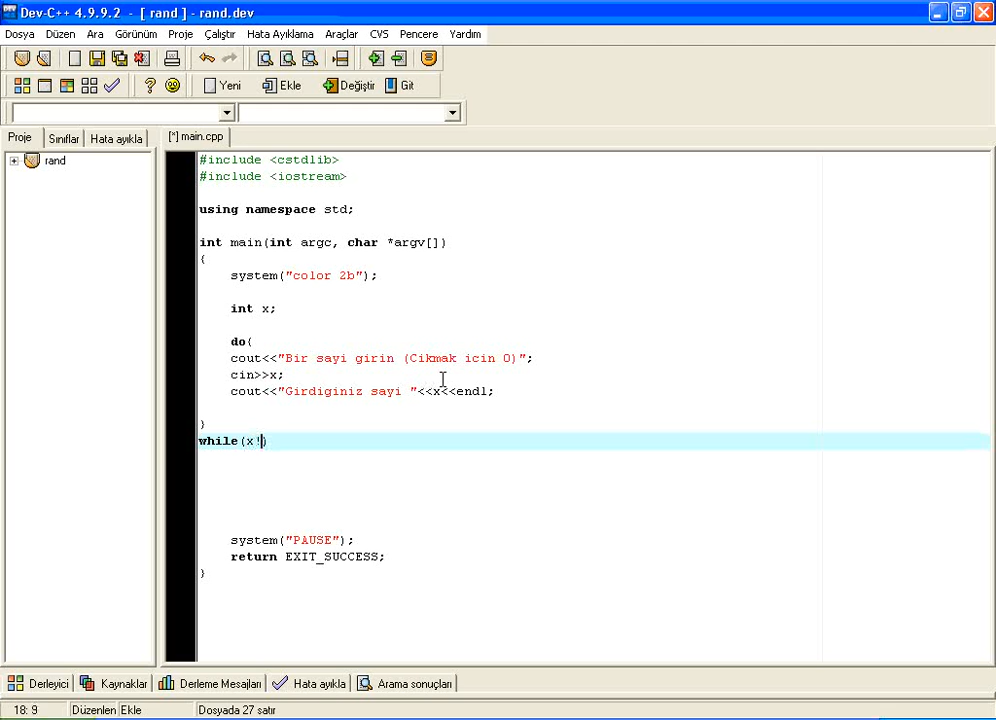 Dev-C++ 4.9.9.2 - [ rand ] - rand.dev
Dosya Düzen Ara Görünüm Proje Çalıştır Hata Ayıklama Araçlar CVS Pencere Yardım
Yeni Ekle Değiştir Git
Proje Sınıflar Hata ayıkla [*] main.cpp
rand
#include <cstdlib>
#include <iostream>
using namespace std;
int main(int argc, char *argv[])
{
system("color 2b");
int x;
do{
cout<<"Bir sayi girin (Cikmak icin 0)";
cin>>x;
cout<<"Girdiginiz sayi "<<x<<endl;
}
while(x!)
system("PAUSE");
return EXIT_SUCCESS;
}
Derleyici Kaynaklar Derleme Mesajları Hata ayıkla Arama sonuçları
18: 9 Düzenlen Ekle Dosyada 27 satır